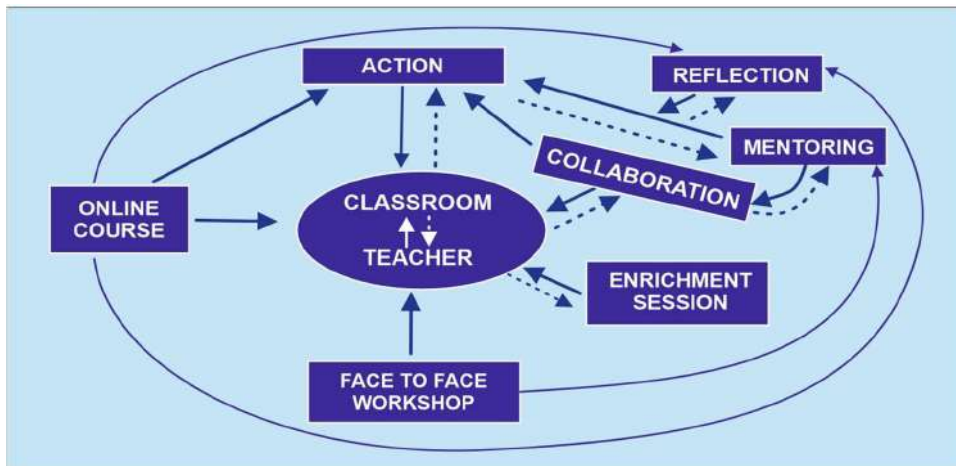 ACTION
REFLECTION
MENTORING
COLLABORATION
ONLINE
COURSE
CLASSROOM
TEACHER
ENRICHMENT
SESSION
FACE TO FACE
WORKSHOP